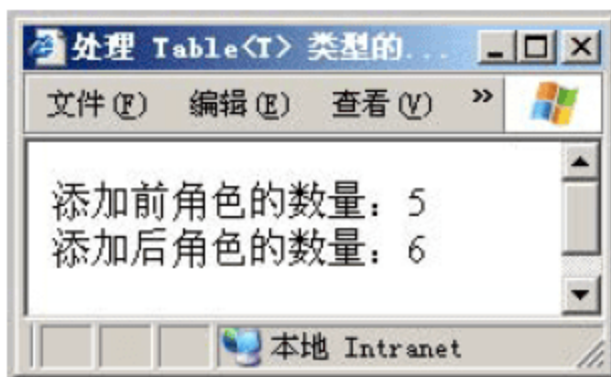 处理 Table<T> 类型的...
文件(F) 编辑(E) 查看(V) »
添加前角色的数量：5
添加后角色的数量：6
本地 Intranet